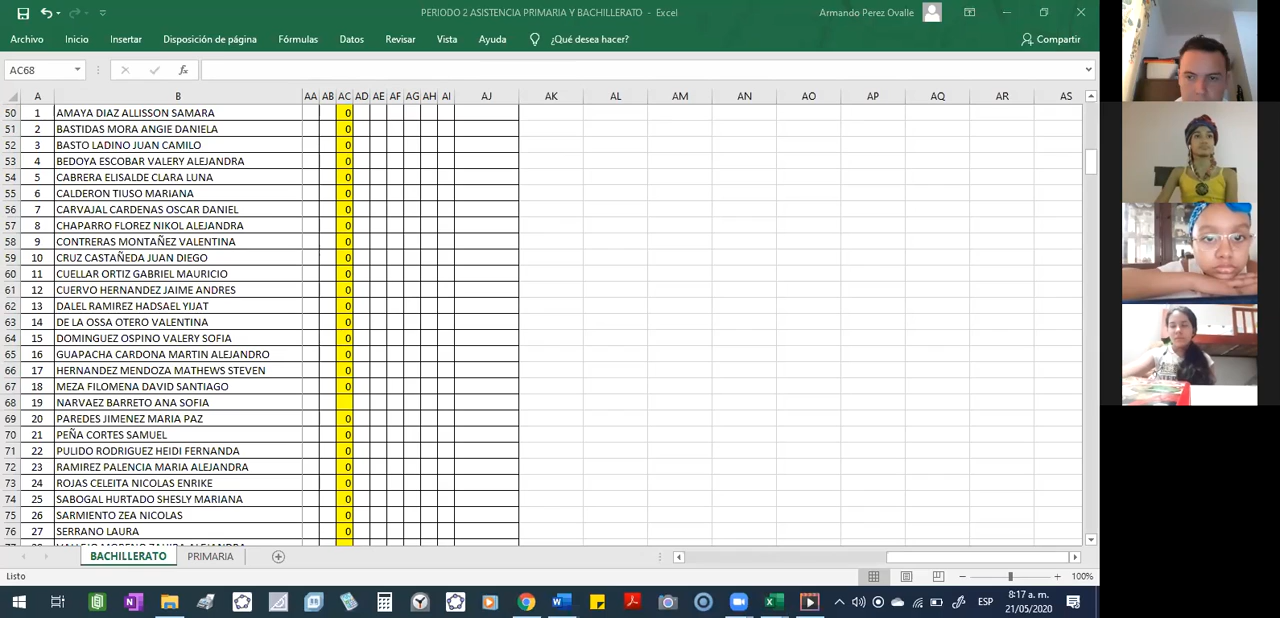 PERIODO 2 ASISTENCIA PRIMARIA Y BACHILLERATO - Excel
Armando Perez Ovalle
Archivo Inicio Insertar Disposición de página Fórmulas Datos Revisar Vista Ayuda ¿Qué desea hacer? Compartir
AC68 fx
A B AA AB AC AD AE AF AG AH AI AJ AK AL AM AN AO AP AQ AR AS
50 1 AMAYA DIAZ ALLISSON SAMARA 0
51 2 BASTIDAS MORA ANGIE DANIELA 0
52 3 BASTO LADINO JUAN CAMILO 0
53 4 BEDOYA ESCOBAR VALERY ALEJANDRA 0
54 5 CABRERA ELISALDE CLARA LUNA 0
55 6 CALDERON TIUSO MARIANA 0
56 7 CARVAJAL CARDENAS OSCAR DANIEL 0
57 8 CHAPARRO FLOREZ NIKOL ALEJANDRA 0
58 9 CONTRERAS MONTAÑEZ VALENTINA 0
59 10 CRUZ CASTAÑEDA JUAN DIEGO 0
60 11 CUELLAR ORTIZ GABRIEL MAURICIO 0
61 12 CUERVO HERNANDEZ JAIME ANDRES 0
62 13 DALEL RAMIREZ HADSAEL YIJAT 0
63 14 DE LA OSSA OTERO VALENTINA 0
64 15 DOMINGUEZ OSPINO VALERY SOFIA 0
65 16 GUAPACHA CARDONA MARTIN ALEJANDRO 0
66 17 HERNANDEZ MENDOZA MATHEWS STEVEN 0
67 18 MEZA FILOMENA DAVID SANTIAGO 0
68 19 NARVAEZ BARRETO ANA SOFIA
69 20 PAREDES JIMENEZ MARIA PAZ 0
70 21 PEÑA CORTES SAMUEL 0
71 22 PULIDO RODRIGUEZ HEIDI FERNANDA 0
72 23 RAMIREZ PALENCIA MARIA ALEJANDRA 0
73 24 ROJAS CELEITA NICOLAS ENRIKE 0
74 25 SABOGAL HURTADO SHESLY MARIANA 0
75 26 SARMIENTO ZEA NICOLAS 0
76 27 SERRANO LAURA 0
BACHILLERATO PRIMARIA
Listo 100%
ESP 8:17 a. m.
21/05/2020